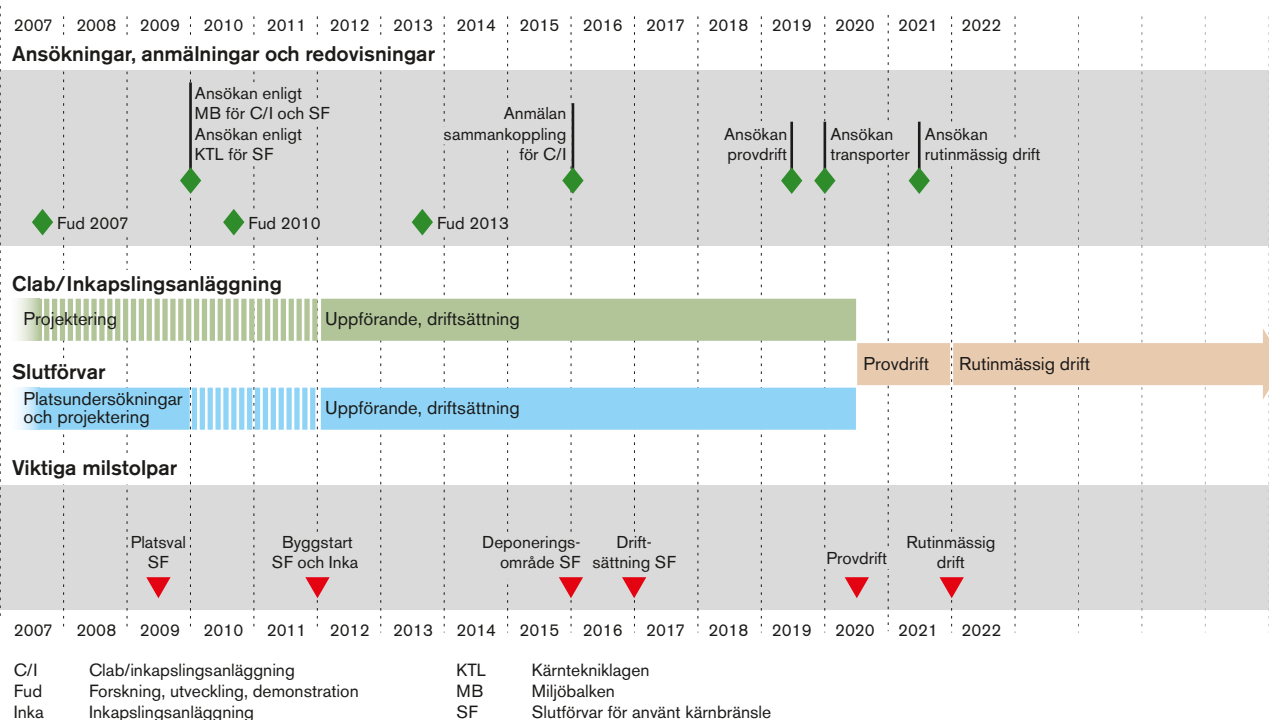 2007 2008 2009 2010 2011 2012 2013 2014 2015 2016 2017 2018 2019 2020 2021 2022
Ansökningar, anmälningar och redovisningar
Ansökan enligt
MB för C/I och SF
Ansökan enligt
KTL för SF
Anmälan
sammankoppling
för C/I
Ansökan
provdrift
Ansökan
transporter
Ansökan
rutinmässig drift
Fud 2007
Fud 2010
Fud 2013
Clab/Inkapslingsanläggning
Projektering
Uppförande, driftsättning
Provdrift
Rutinmässig drift
Slutförvar
Platsundersökningar
och projektering
Uppförande, driftsättning
Viktiga milstolpar
Platsval
SF
Byggstart
SF och Inka
Deponerings-
område SF
Drift-
sättning SF
Provdrift
Rutinmässig
drift
2007 2008 2009 2010 2011 2012 2013 2014 2015 2016 2017 2018 2019 2020 2021 2022
C/I Clab/inkapslingsanläggning
Fud Forskning, utveckling, demonstration
Inka Inkapslingsanläggning
KTL Kärntekniklagen
MB Miljöbalken
SF Slutförvar för använt kärnbränsle